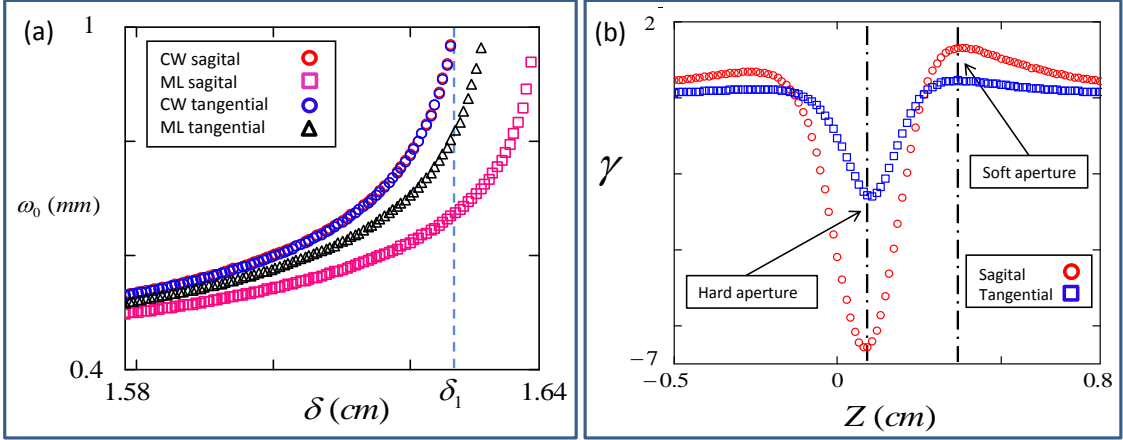 (a)
1
CW sagital
ML sagital
CW tangential
ML tangential
ω₀ (mm)
0.4
1.58
δ (cm)
δ₁
1.64
(b)
2
γ
Soft aperture
Hard aperture
Sagital
Tangential
−7
−0.5
0
0.8
Z (cm)